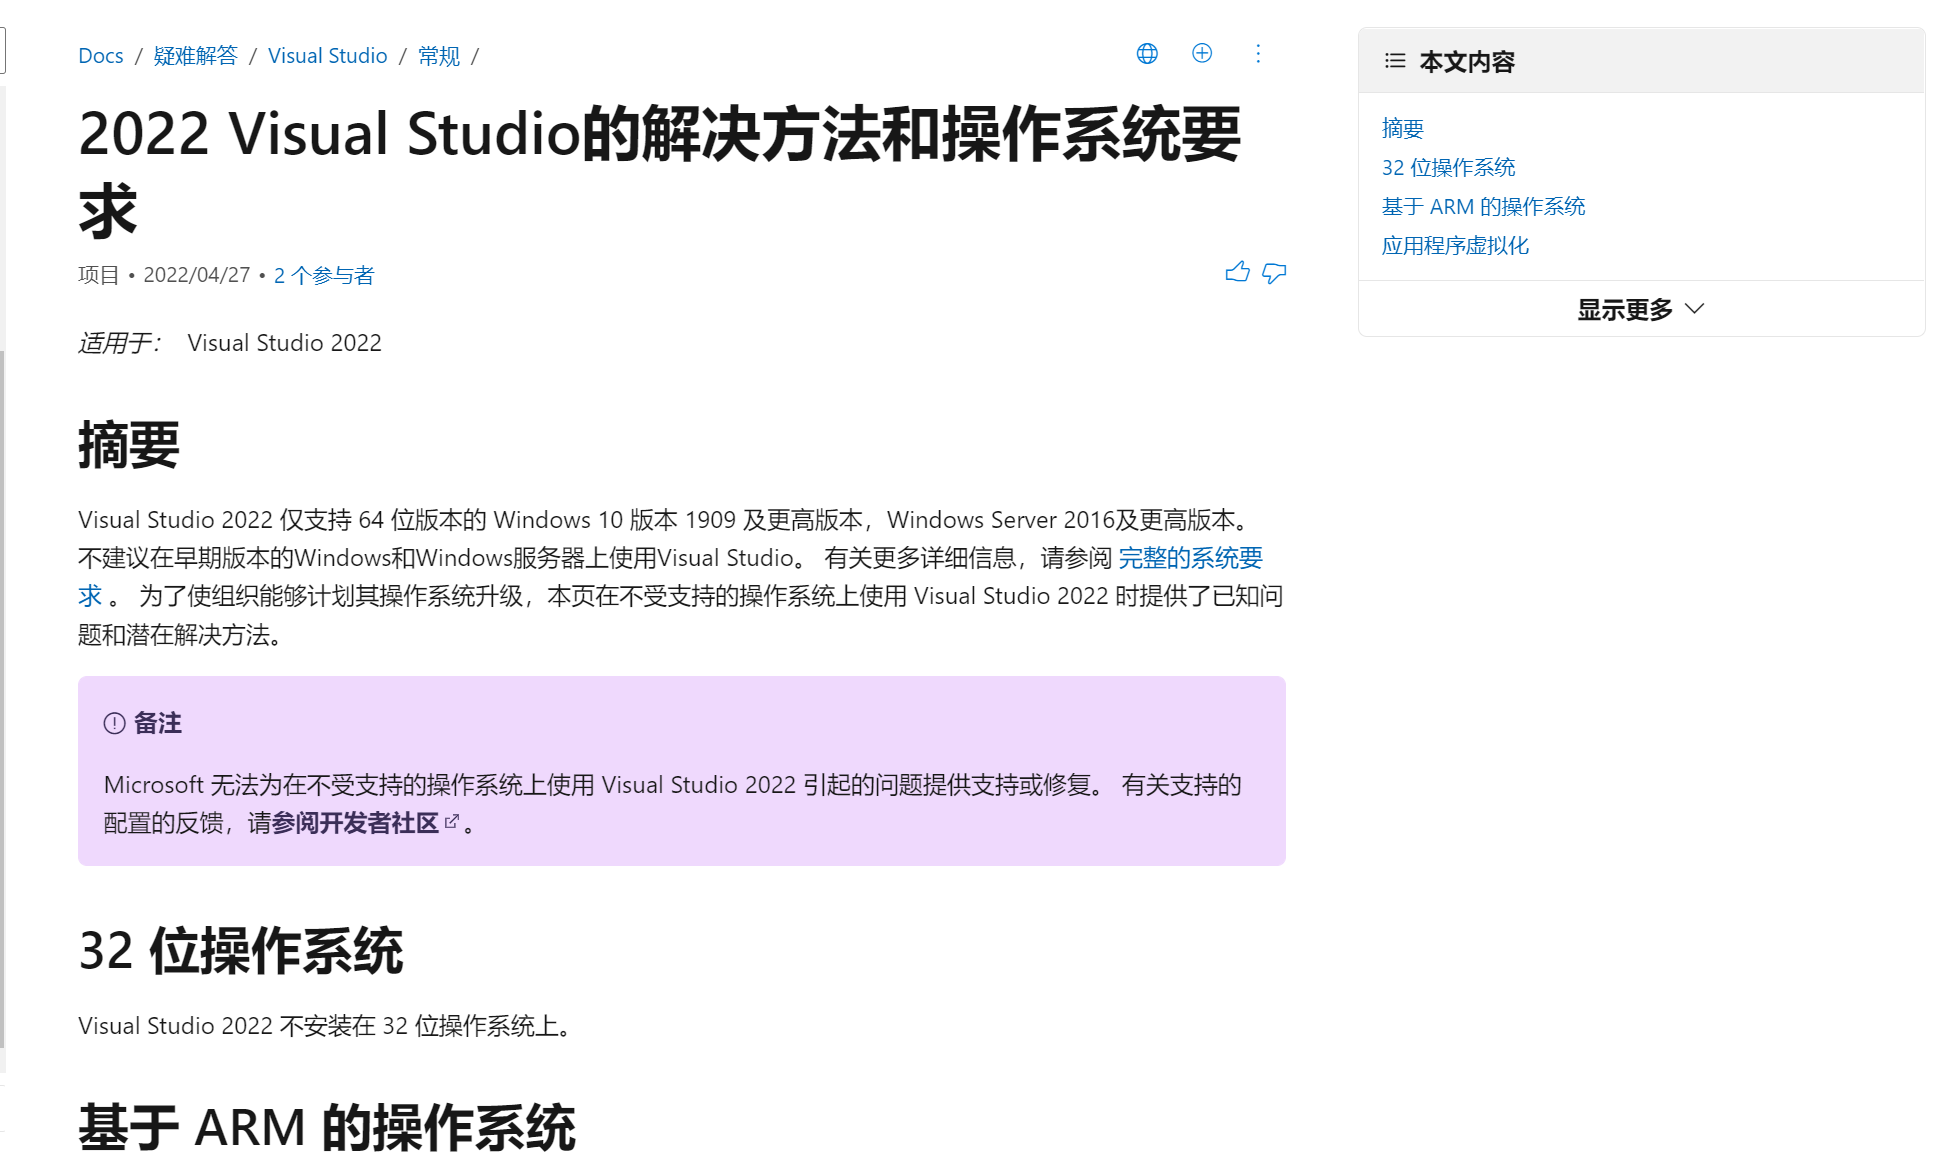 Docs / 疑难解答 / Visual Studio / 常规 /
2022 Visual Studio的解决方法和操作系统要
求
项目 • 2022/04/27 • 2 个参与者
适用于： Visual Studio 2022
摘要
Visual Studio 2022 仅支持 64 位版本的 Windows 10 版本 1909 及更高版本，Windows Server 2016及更高版本。
不建议在早期版本的Windows和Windows服务器上使用Visual Studio。 有关更多详细信息，请参阅 完整的系统要
求 。 为了使组织能够计划其操作系统升级，本页在不受支持的操作系统上使用 Visual Studio 2022 时提供了已知问
题和潜在解决方法。
备注
Microsoft 无法为在不受支持的操作系统上使用 Visual Studio 2022 引起的问题提供支持或修复。 有关支持的
配置的反馈，请参阅开发者社区 。
32 位操作系统
Visual Studio 2022 不安装在 32 位操作系统上。
基于 ARM 的操作系统
本文内容
摘要
32 位操作系统
基于 ARM 的操作系统
应用程序虚拟化
显示更多